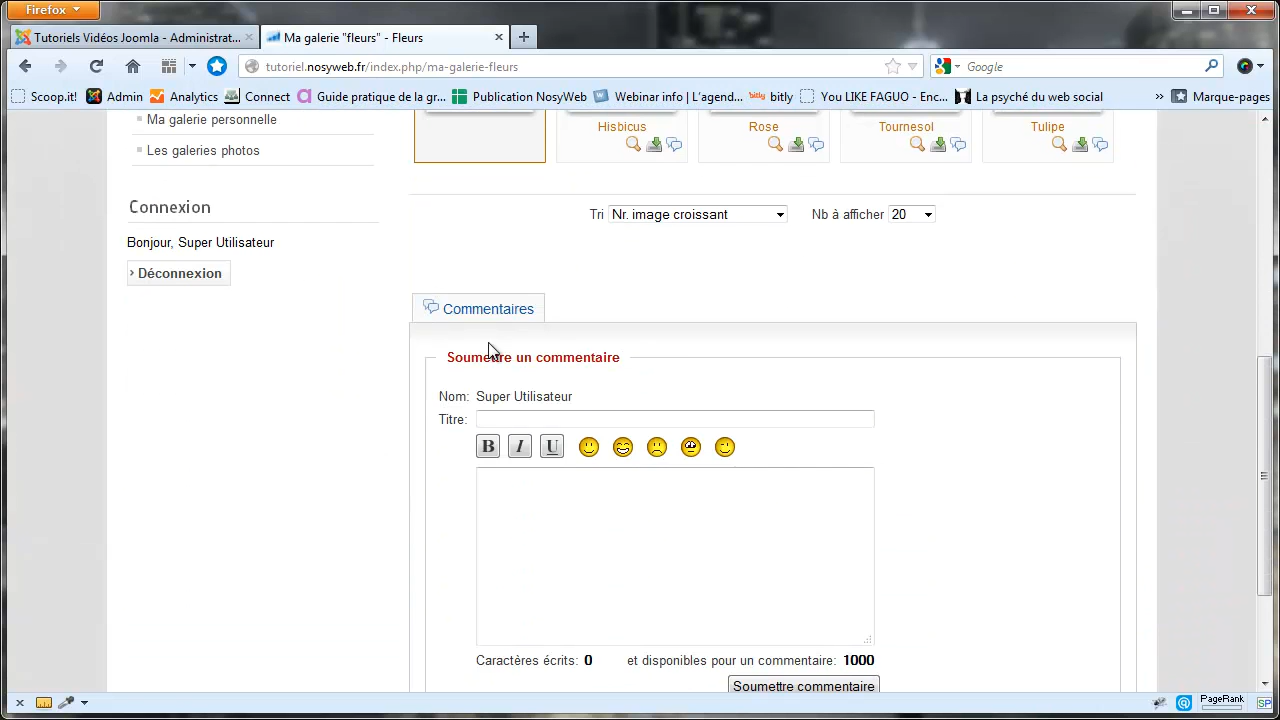 Firefox
Tutoriels Vidéos Joomla - Administrat...
Ma galerie "fleurs" - Fleurs
tutoriel.nosyweb.fr/index.php/ma-galerie-fleurs
Google
Scoop.it! Admin Analytics Connect Guide pratique de la gr... Publication NosyWeb Webinar info | L'agend... bitly You LIKE FAGUO - Enc... La psyché du web social » Marque-pages
Ma galerie personnelle
Les galeries photos
Hisbicus Rose Tournesol Tulipe
Connexion
Bonjour, Super Utilisateur
Déconnexion
Tri Nr. image croissant Nb à afficher 20
Commentaires
Soumettre un commentaire
Nom: Super Utilisateur
Titre:
B I U
Caractères écrits: 0 et disponibles pour un commentaire: 1000
Soumettre commentaire
PageRank
SP